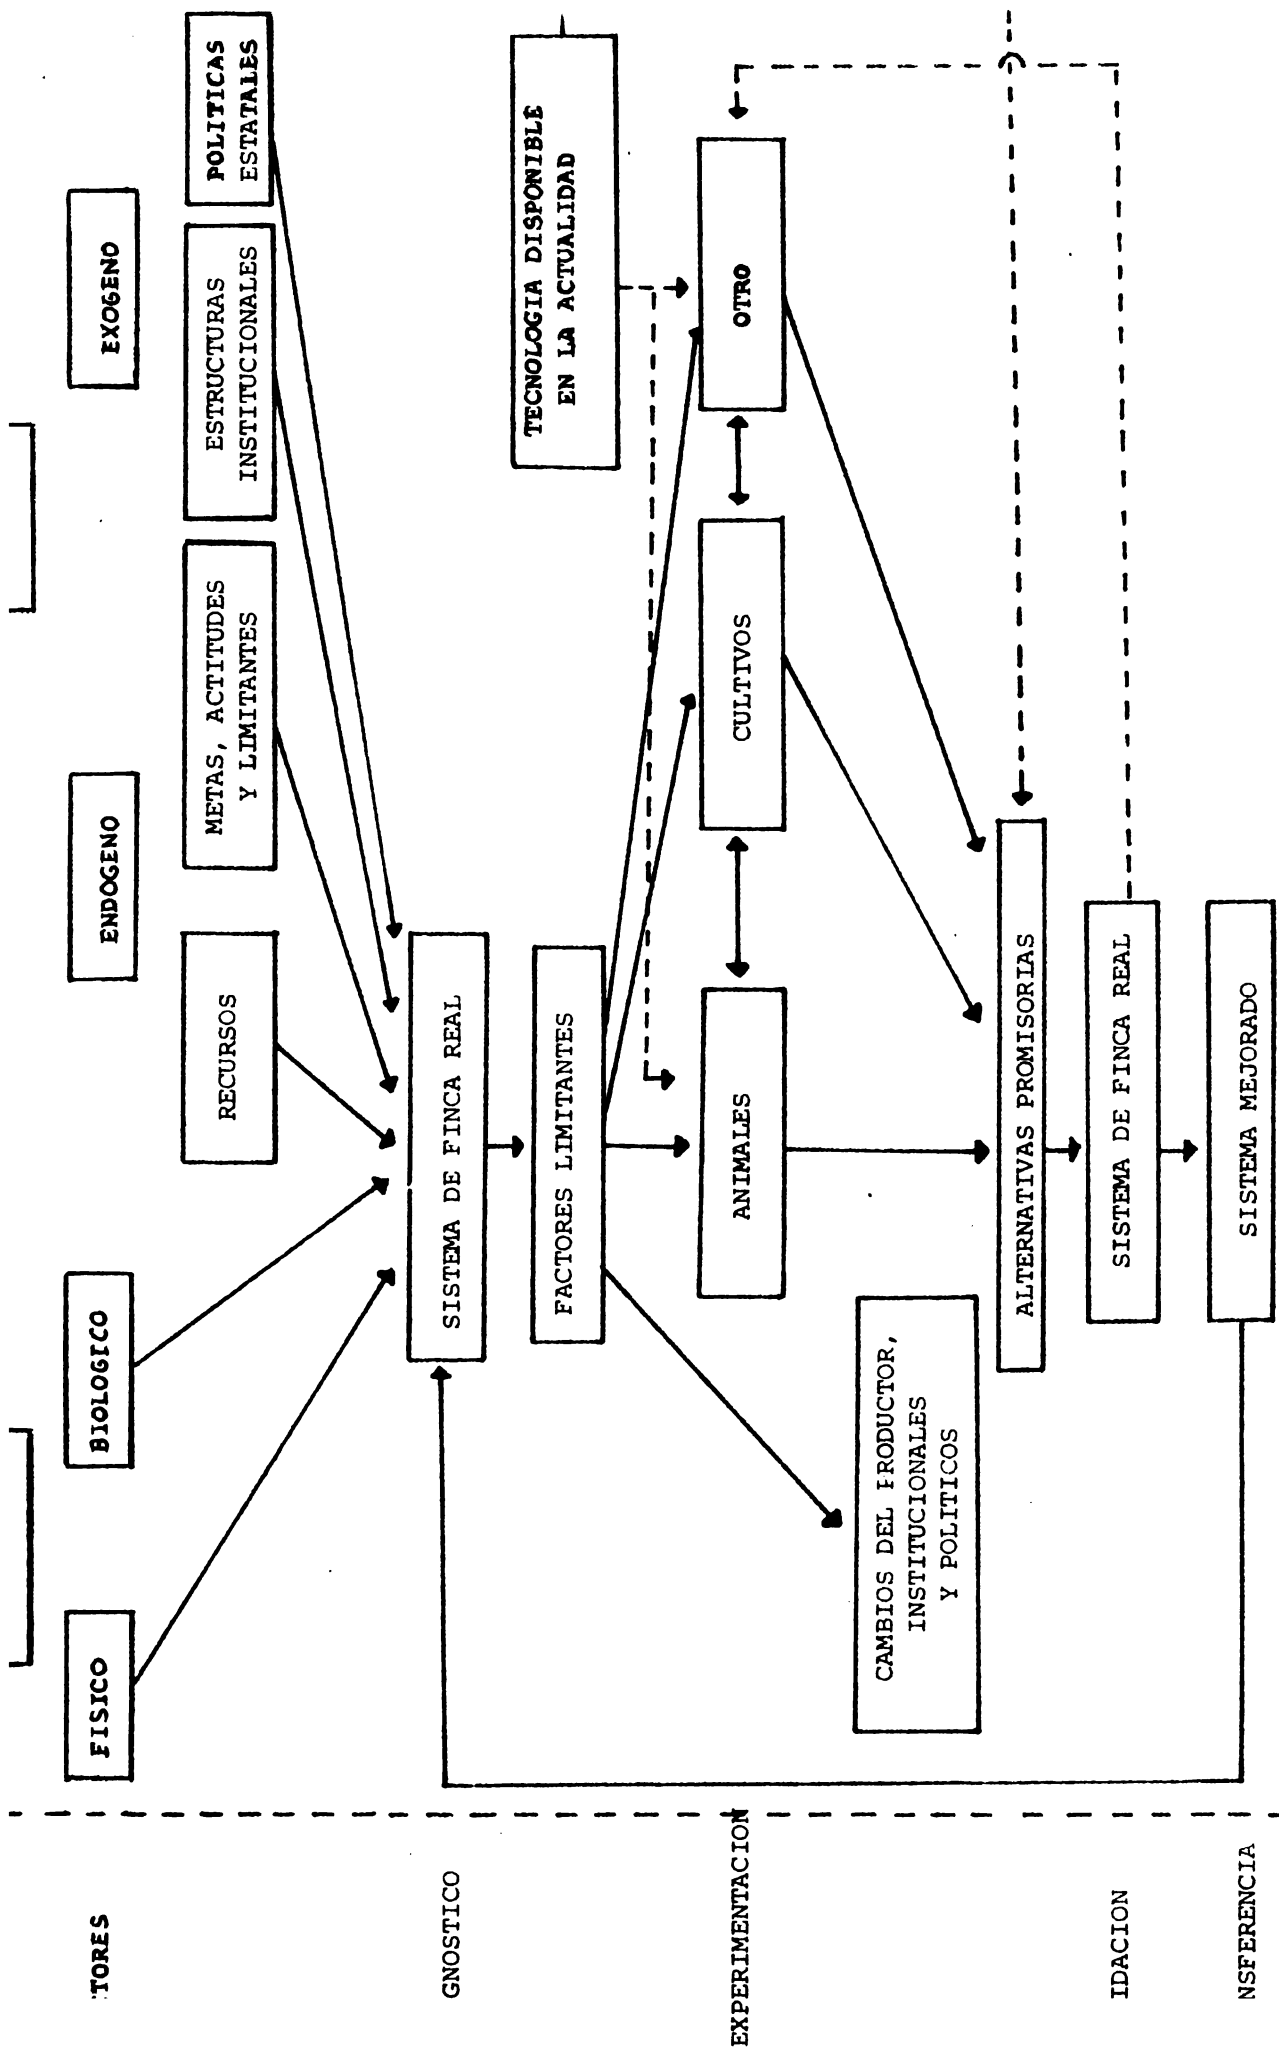 :TORES
FISICO
BIOLOGICO
ENDOGENO
EXOGENO
RECURSOS
METAS, ACTITUDES
Y LIMITANTES
ESTRUCTURAS
INSTITUCIONALES
POLITICAS
ESTATALES
GNOSTICO
SISTEMA DE FINCA REAL
FACTORES LIMITANTES
TECNOLOGIA DISPONIBLE
EN LA ACTUALIDAD
EXPERIMENTACION
ANIMALES
CULTIVOS
OTRO
CAMBIOS DEL PRODUCTOR,
INSTITUCIONALES
Y POLITICOS
ALTERNATIVAS PROMISORIAS
IDACION
SISTEMA DE FINCA REAL
NSFERENCIA
SISTEMA MEJORADO